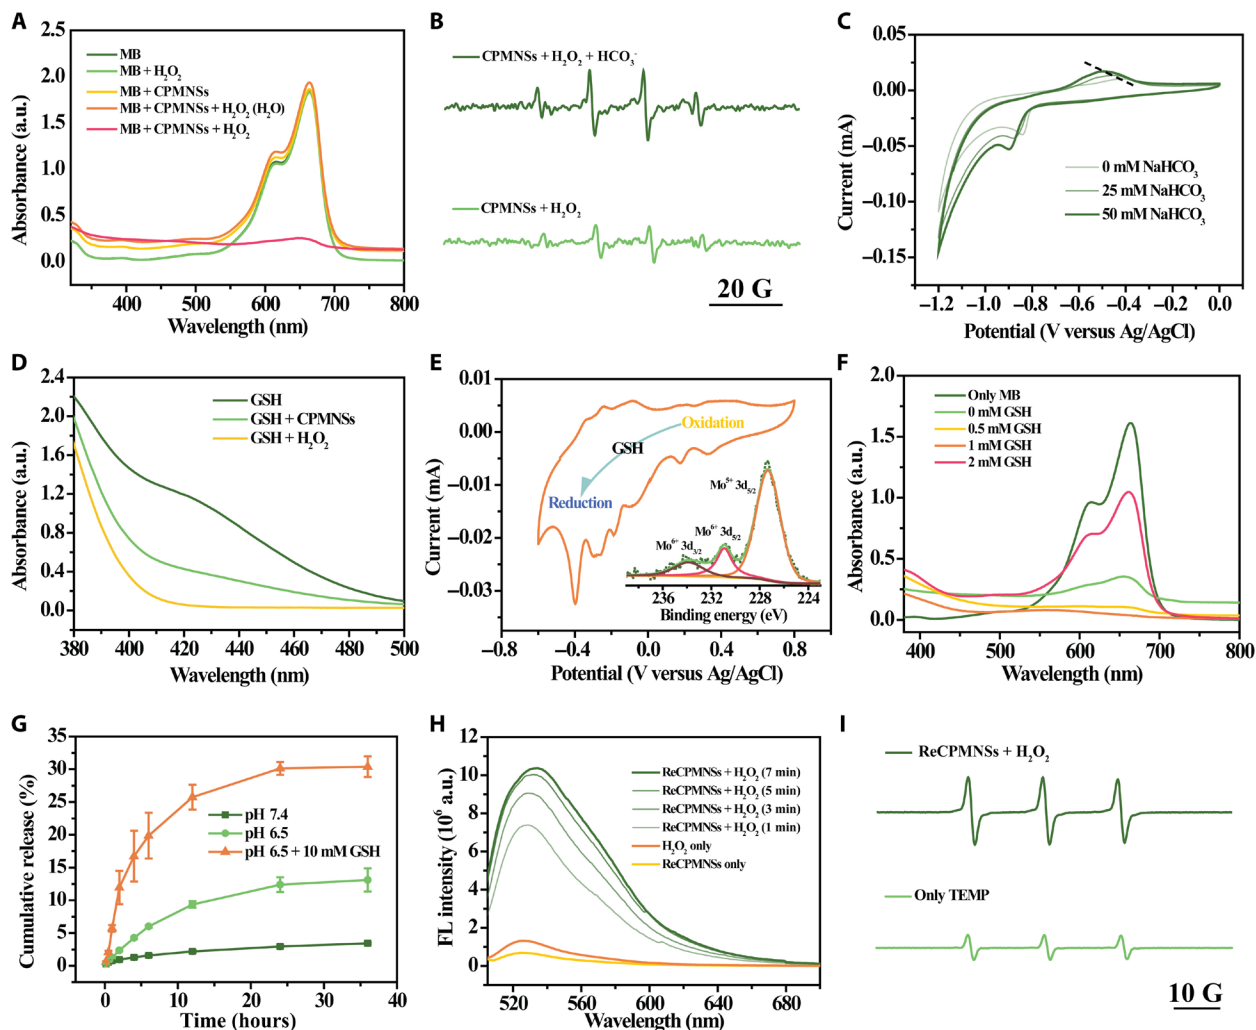 A
2.5
2.0
1.5
1.0
0.5
0.0
Absorbance (a.u.)
MB
MB + H₂O₂
MB + CPMNSs
MB + CPMNSs + H₂O₂ (H₂O)
MB + CPMNSs + H₂O₂
400 500 600 700 800
Wavelength (nm)
B
CPMNSs + H₂O₂ + HCO₃⁻
CPMNSs + H₂O₂
20 G
C
0.05
0.00
−0.05
−0.10
−0.15
Current (mA)
0 mM NaHCO₃
25 mM NaHCO₃
50 mM NaHCO₃
−1.2 −1.0 −0.8 −0.6 −0.4 −0.2 0.0
Potential (V versus Ag/AgCl)
D
2.4
2.0
1.6
1.2
0.8
0.4
0.0
Absorbance (a.u.)
GSH
GSH + CPMNSs
GSH + H₂O₂
380 400 420 440 460 480 500
Wavelength (nm)
E
0.01
0.00
−0.01
−0.02
−0.03
Current (mA)
Oxidation
GSH
Reduction
Mo⁵⁺ 3d₅/₂
Mo⁶⁺ 3d₅/₂
Mo⁶⁺ 3d₃/₂
236 231 228 224
Binding energy (eV)
−0.8 −0.4 0.0 0.4 0.8
Potential (V versus Ag/AgCl)
F
2.0
1.5
1.0
0.5
0.0
Absorbance (a.u.)
Only MB
0 mM GSH
0.5 mM GSH
1 mM GSH
2 mM GSH
400 500 600 700 800
Wavelength (nm)
G
35
30
25
20
15
10
5
0
Cumulative release (%)
pH 7.4
pH 6.5
pH 6.5 + 10 mM GSH
0 10 20 30 40
Time (hours)
H
12
10
8
6
4
2
0
FL intensity (10⁶ a.u.)
ReCPMNSs + H₂O₂ (7 min)
ReCPMNSs + H₂O₂ (5 min)
ReCPMNSs + H₂O₂ (3 min)
ReCPMNSs + H₂O₂ (1 min)
H₂O₂ only
ReCPMNSs only
520 560 600 640 680
Wavelength (nm)
I
ReCPMNSs + H₂O₂
Only TEMP
10 G